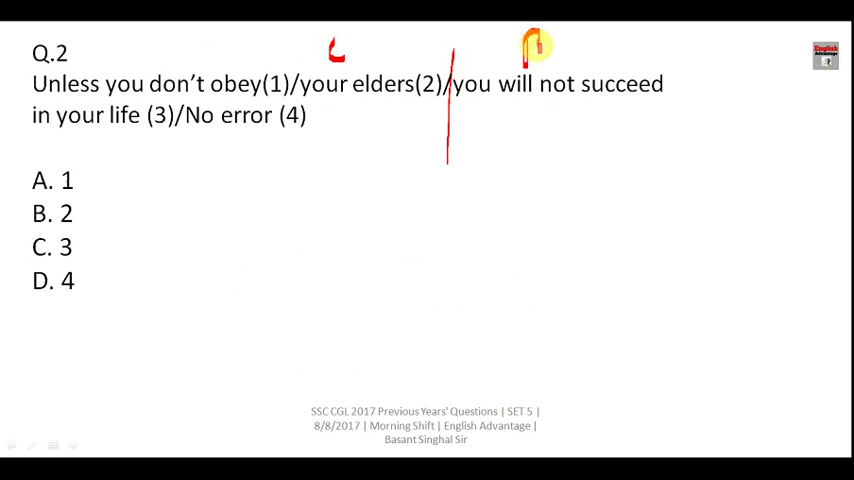 Q.2
Unless you don't obey(1)/your elders(2)/you will not succeed
in your life (3)/No error (4)
A. 1
B. 2
C. 3
D. 4
English
Advantage
SSC CGL 2017 Previous Years' Questions | SET 5 |
8/8/2017 | Morning Shift | English Advantage |
Basant Singhal Sir